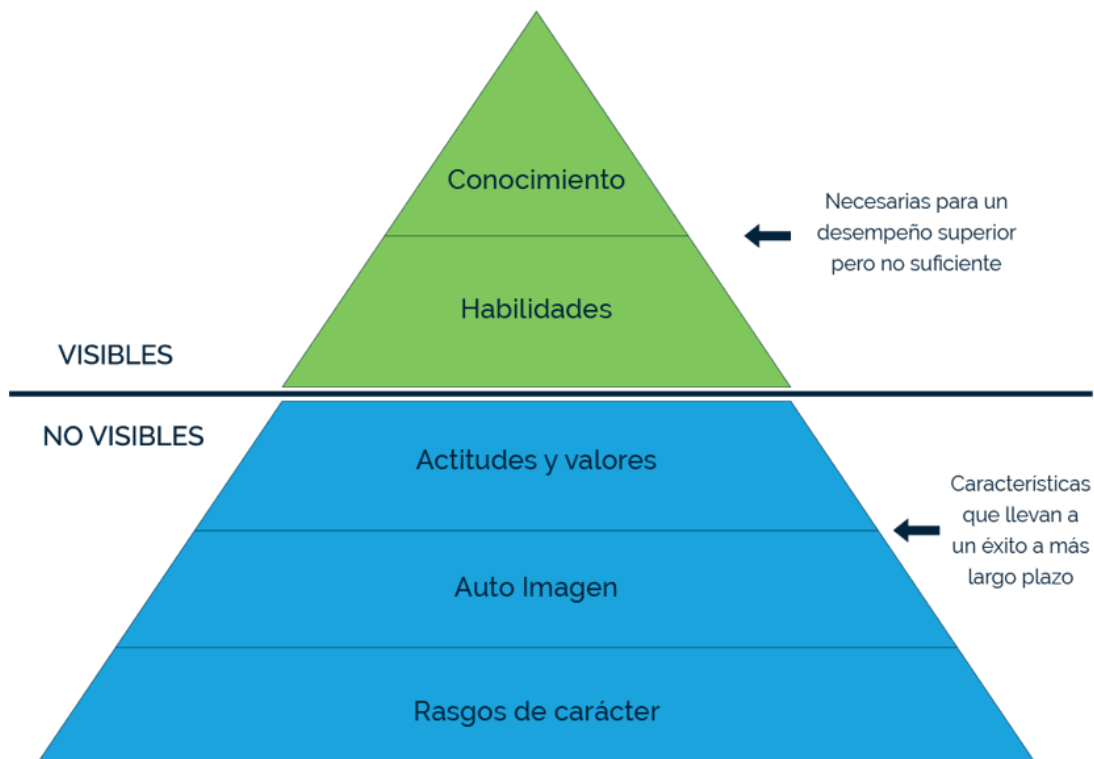 Conocimiento
Necesarias para un
desempeño superior
pero no suficiente
Habilidades
VISIBLES
NO VISIBLES
Actitudes y valores
Características
que llevan a
un éxito a más
largo plazo
Auto Imagen
Rasgos de carácter